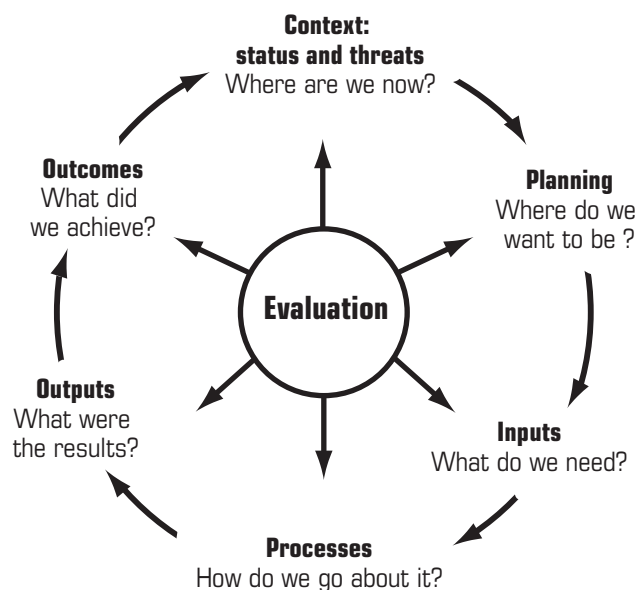 Context:
status and threats
Where are we now?
Planning
Where do we
want to be ?
Inputs
What do we need?
Processes
How do we go about it?
Outputs
What were
the results?
Outcomes
What did
we achieve?
Evaluation